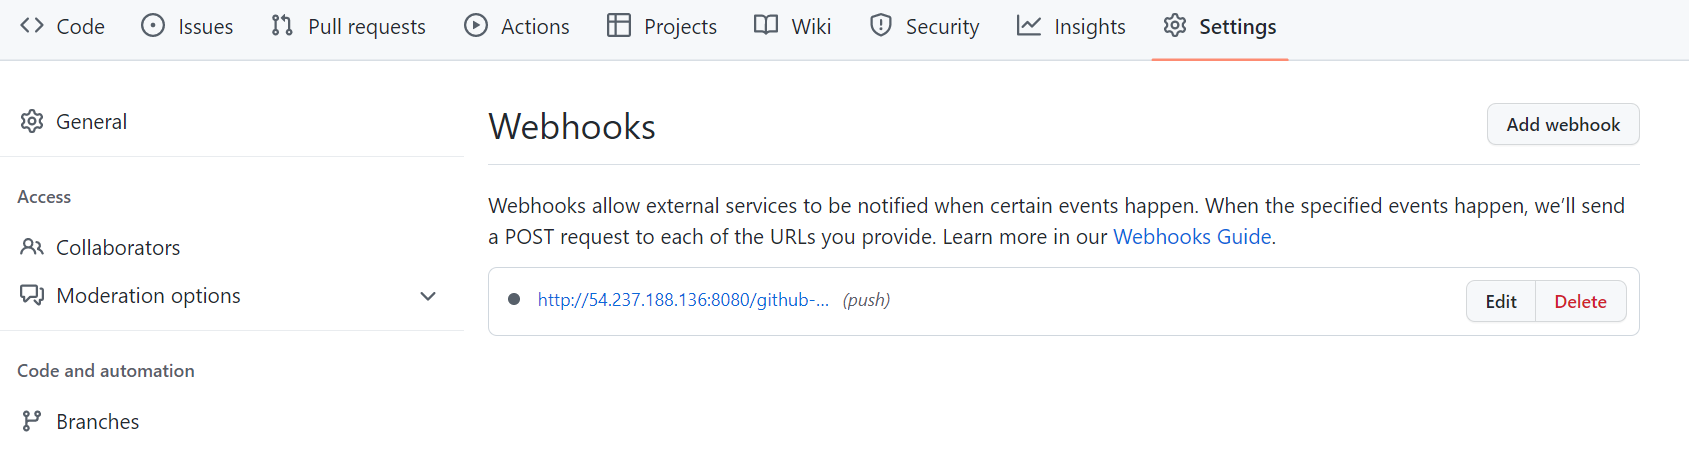 Code Issues Pull requests Actions Projects Wiki Security Insights Settings
General
Access
Collaborators
Moderation options
Code and automation
Branches
Webhooks
Add webhook
Webhooks allow external services to be notified when certain events happen. When the specified events happen, we’ll send
a POST request to each of the URLs you provide. Learn more in our Webhooks Guide.
http://54.237.188.136:8080/github-... (push)
Edit Delete